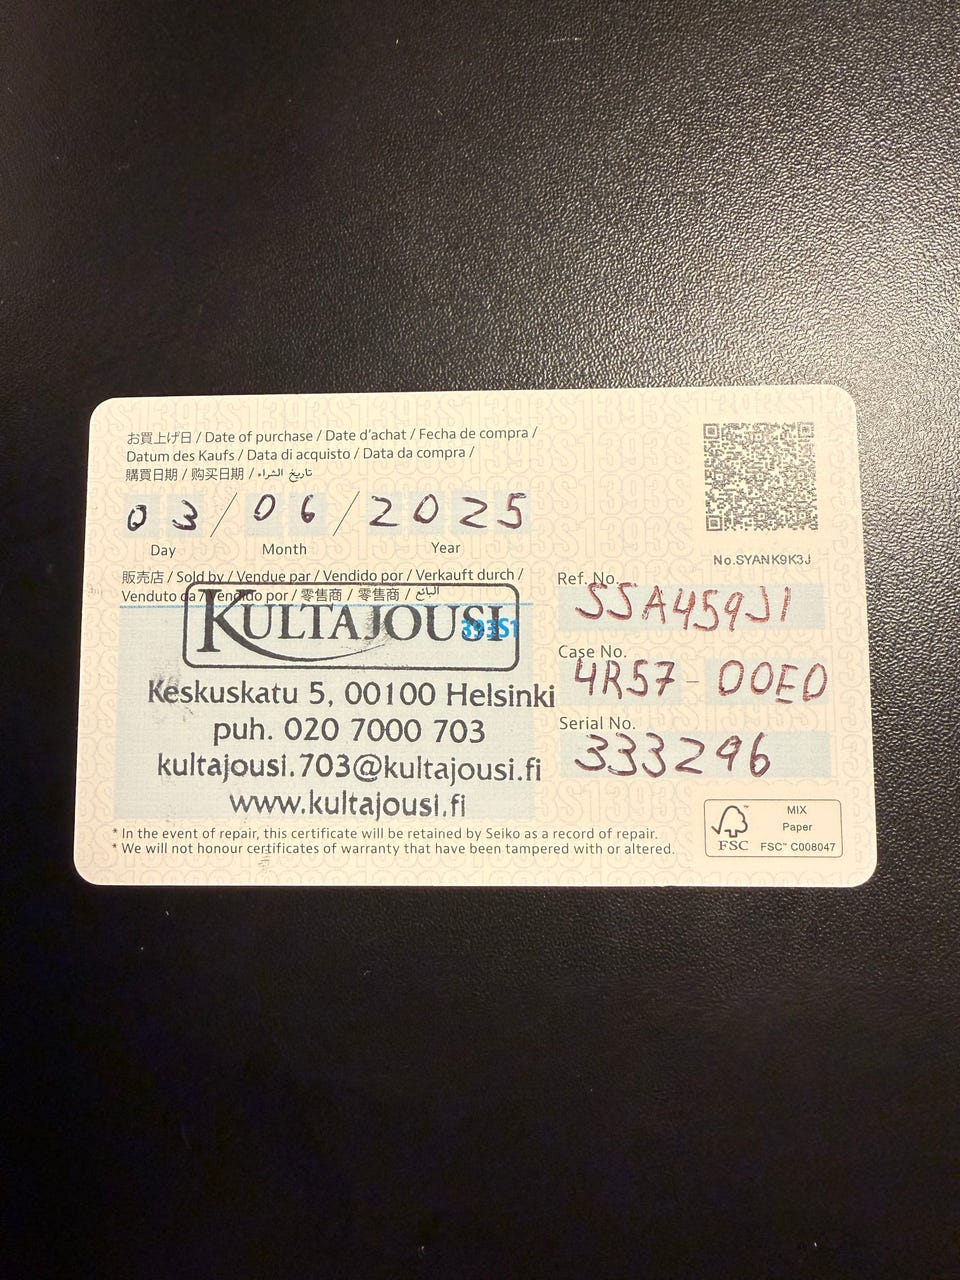 お買上げ日 / Date of purchase / Date d'achat / Fecha de compra /
Datum des Kaufs / Data di acquisto / Data da compra /
購買日期 / 购买日期 / تاريخ الشراء
03 / 06 / 2025
Day Month Year
販売店 / Sold by / Vendue par / Vendido por / Verkauft durch /
Venduto da / Vendido por / 零售商 / 零售商 / البائع
KULTAJOUSI
393S1
Keskuskatu 5, 00100 Helsinki
puh. 020 7000 703
kultajousi.703@kultajousi.fi
www.kultajousi.fi
* In the event of repair, this certificate will be retained by Seiko as a record of repair.
* We will not honour certificates of warranty that have been tampered with or altered.
No.SYANK9K3J
Ref. No.
SSA459J1
Case No.
4R57-00E0
Serial No.
333296
FSC™
MIX
Paper
FSC™ C008047